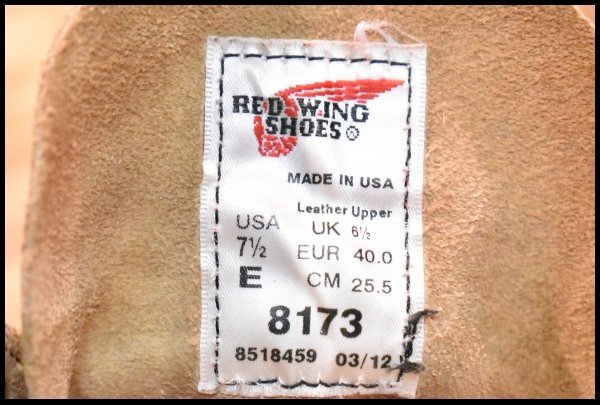 RED WING
SHOES®
MADE IN USA
Leather Upper
USA UK 6½
7½ EUR 40.0
E CM 25.5
8173
8518459 03/12